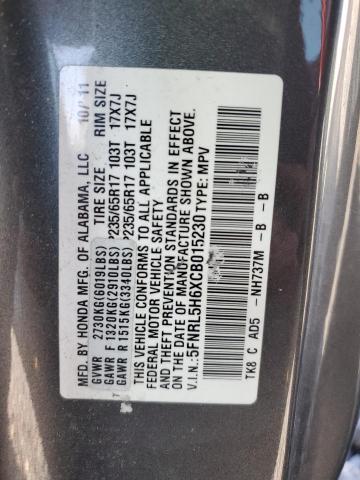 MFD. BY HONDA MFG. OF ALABAMA, LLC 10/11
GVWR 2730KG(6019LBS) TIRE SIZE RIM SIZE
GAWR F 1320KG(2910LBS) P235/65R17 103T 17X7J
GAWR R 1515KG(3340LBS) P235/65R17 103T 17X7J
THIS VEHICLE CONFORMS TO ALL APPLICABLE
FEDERAL MOTOR VEHICLE SAFETY
AND THEFT PREVENTION STANDARDS IN EFFECT
ON THE DATE OF MANUFACTURE SHOWN ABOVE.
V.I.N.: 5FNRL5H6XCB015230 TYPE: MPV
TK8 C AD5 -NH737M -B -B